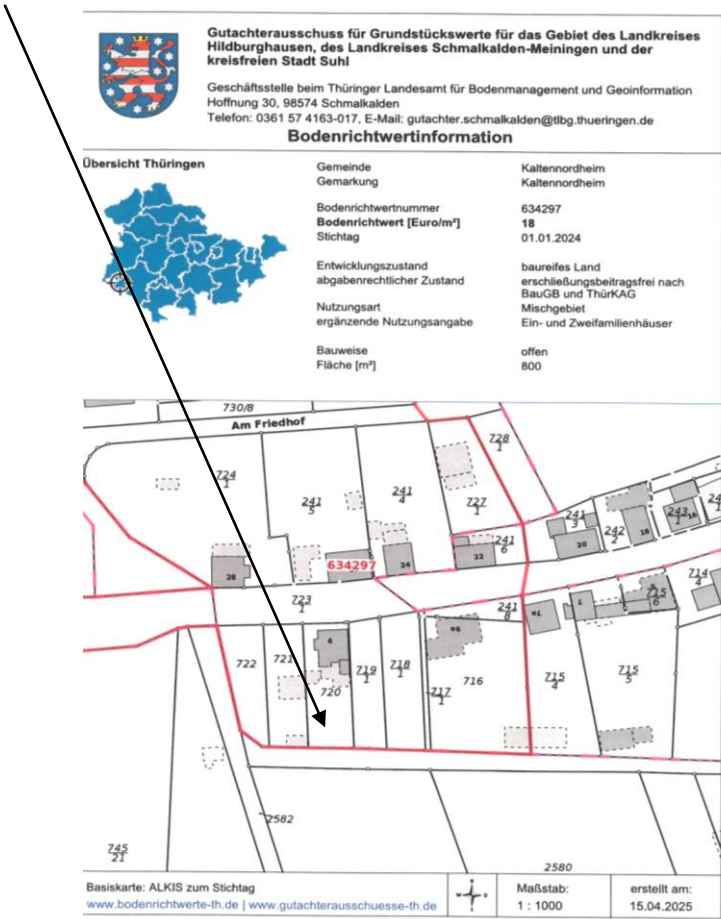 Gutachterausschuss für Grundstückswerte für das Gebiet des Landkreises
Hildburghausen, des Landkreises Schmalkalden-Meiningen und der
kreisfreien Stadt Suhl
Geschäftsstelle beim Thüringer Landesamt für Bodenmanagement und Geoinformation
Hoffnung 30, 98574 Schmalkalden
Telefon: 0361 57 4163-017, E-Mail: gutachter.schmalkalden@tlbg.thueringen.de
Bodenrichtwertinformation
Übersicht Thüringen
Gemeinde Kaltennordheim
Gemarkung Kaltennordheim
Bodenrichtwertnummer 634297
Bodenrichtwert [Euro/m²] 18
Stichtag 01.01.2024
Entwicklungszustand baureifes Land
abgabenrechtlicher Zustand erschließungsbeitragsfrei nach
BauGB und ThürKAG
Nutzungsart Mischgebiet
ergänzende Nutzungsangabe Ein- und Zweifamilienhäuser
Bauweise offen
Fläche [m²] 800
730/8
Am Friedhof
728
1
724
1
241
5
241
4
727
1
241
3
242
2
243
1
16
18
20
241
6
22
24
28
634297
714
4
715
6
7
7a
723
1
241
8
9
9a
722
721
720
719
1
718
1
717
1
716
715
4
715
5
2582
745
21
2580
Basiskarte: ALKIS zum Stichtag
www.bodenrichtwerte-th.de | www.gutachterausschuesse-th.de
Maßstab:
1 : 1000
erstellt am:
15.04.2025